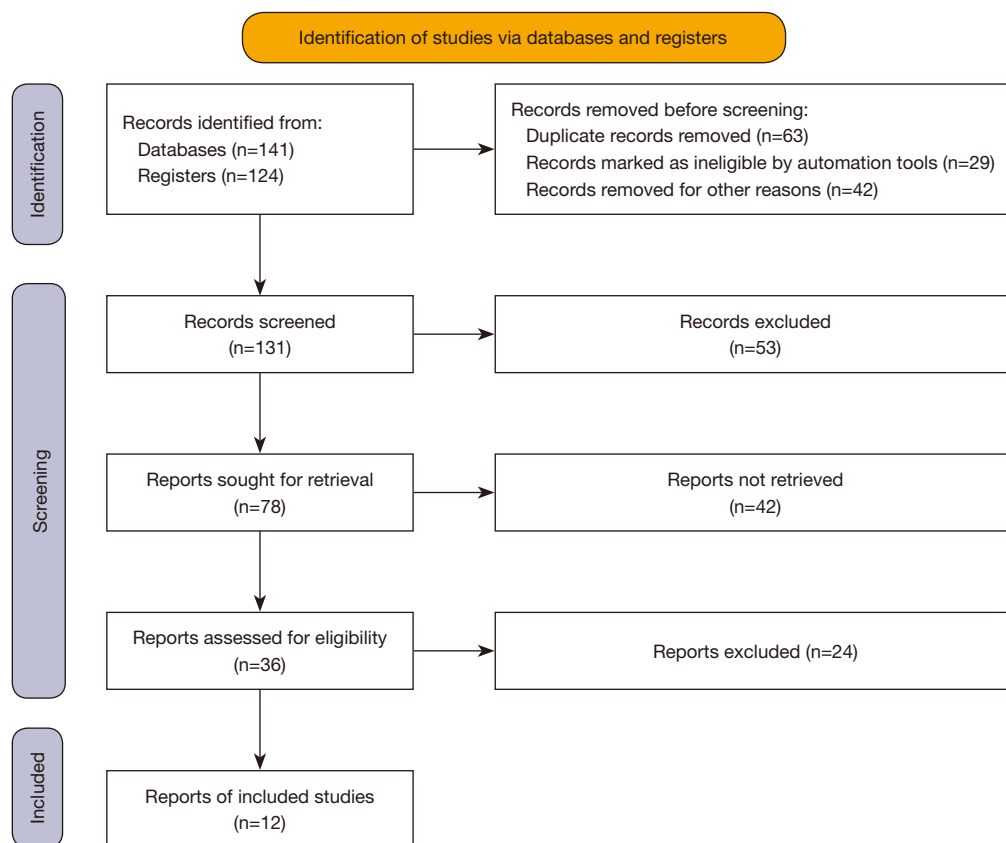 Identification of studies via databases and registers
Identification
Records identified from:
Databases (n=141)
Registers (n=124)
Records removed before screening:
Duplicate records removed (n=63)
Records marked as ineligible by automation tools (n=29)
Records removed for other reasons (n=42)
Screening
Records screened
(n=131)
Records excluded
(n=53)
Reports sought for retrieval
(n=78)
Reports not retrieved
(n=42)
Reports assessed for eligibility
(n=36)
Reports excluded (n=24)
Included
Reports of included studies
(n=12)